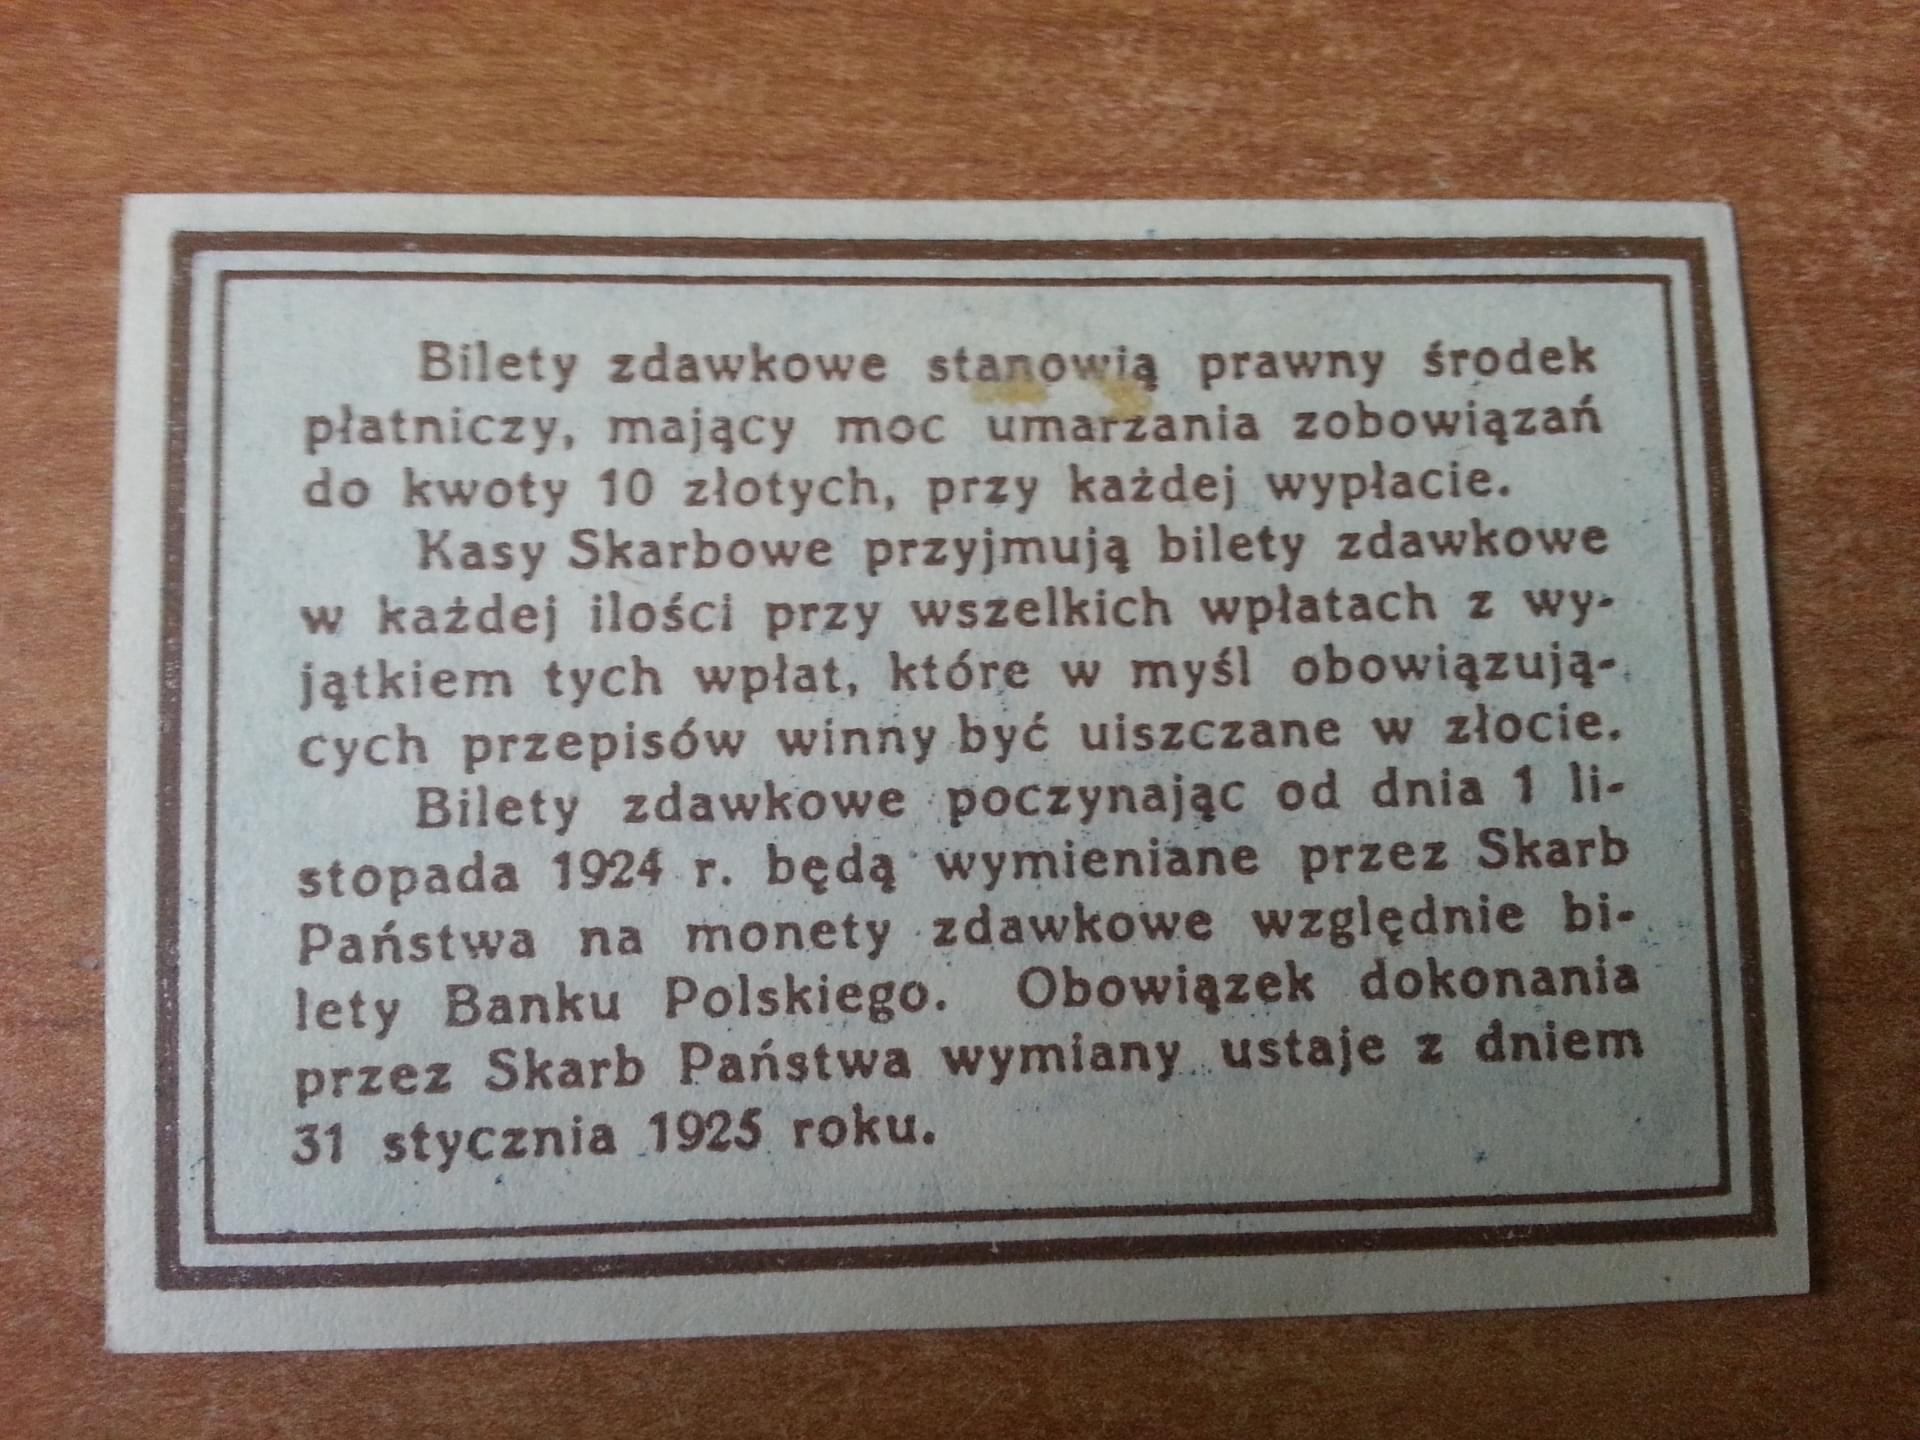 Bilety zdawkowe stanowią prawny środek
płatniczy, mający moc umarzania zobowiązań
do kwoty 10 złotych, przy każdej wypłacie.
Kasy Skarbowe przyjmują bilety zdawkowe
w każdej ilości przy wszelkich wpłatach z wy-
jątkiem tych wpłat, które w myśl obowiązują-
cych przepisów winny być uiszczane w złocie.
Bilety zdawkowe poczynając od dnia 1 li-
stopada 1924 r. będą wymieniane przez Skarb
Państwa na monety zdawkowe względnie bi-
lety Banku Polskiego. Obowiązek dokonania
przez Skarb Państwa wymiany ustaje z dniem
31 stycznia 1925 roku.